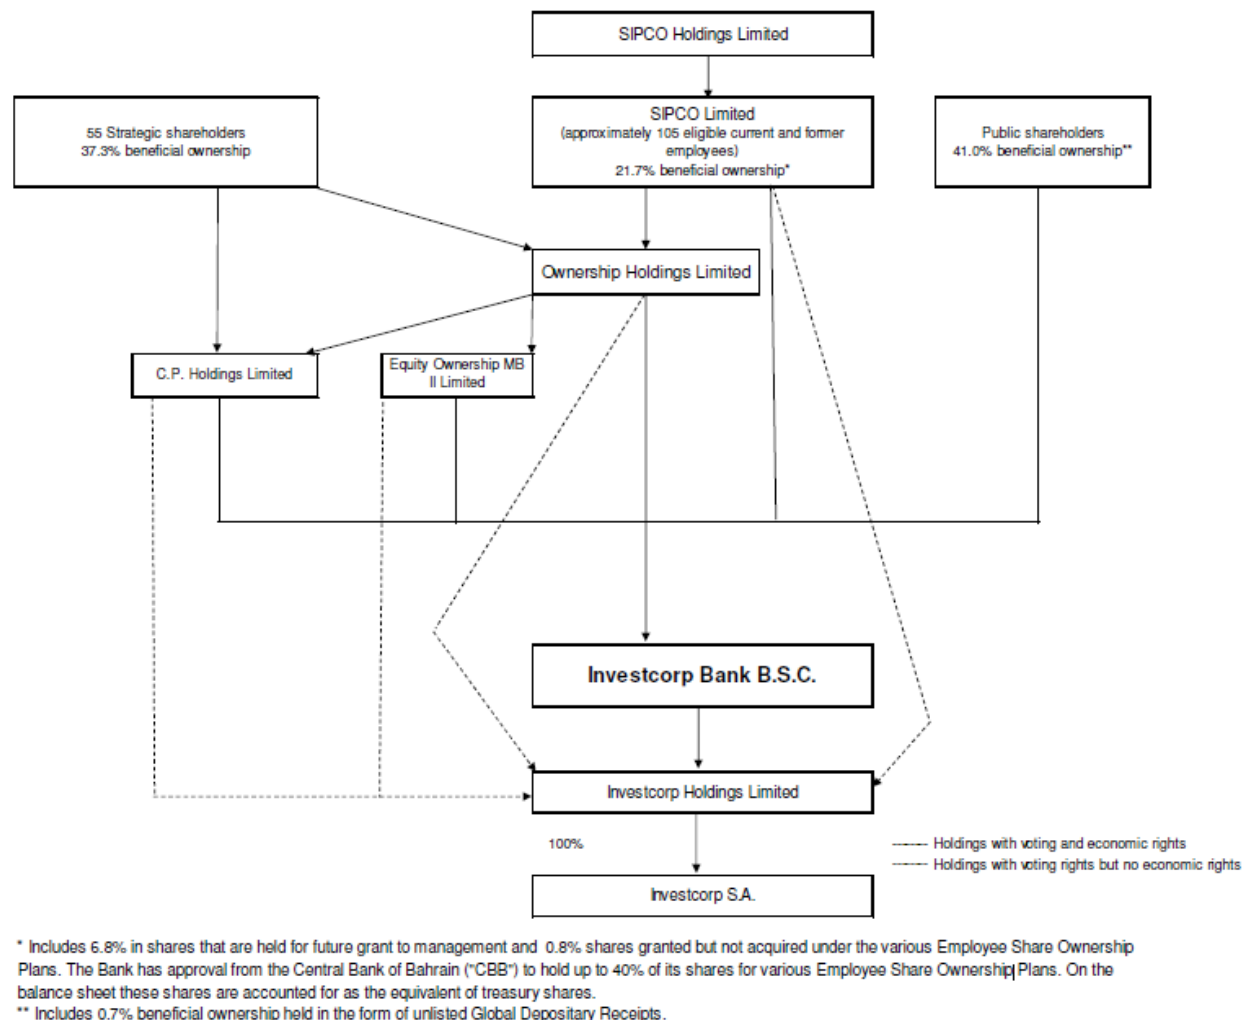 SIPCO Holdings Limited
55 Strategic shareholders
37.3% beneficial ownership
SIPCO Limited
(approximately 105 eligible current and former
employees)
21.7% beneficial ownership*
Public shareholders
41.0% beneficial ownership**
Ownership Holdings Limited
C.P. Holdings Limited
Equity Ownership MB
II Limited
Investcorp Bank B.S.C.
Investcorp Holdings Limited
100%
Holdings with voting and economic rights
Holdings with voting rights but no economic rights
Investcorp S.A.
* Includes 6.8% in shares that are held for future grant to management and 0.8% shares granted but not acquired under the various Employee Share Ownership
Plans. The Bank has approval from the Central Bank of Bahrain ("CBB") to hold up to 40% of its shares for various Employee Share Ownership Plans. On the
balance sheet these shares are accounted for as the equivalent of treasury shares.
** Includes 0.7% beneficial ownership held in the form of unlisted Global Depositary Receipts.